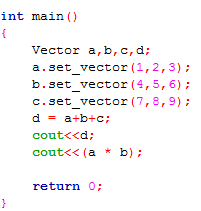 int main()
{
Vector a,b,c,d;
a.set_vector(1,2,3);
b.set_vector(4,5,6);
c.set_vector(7,8,9);
d = a+b+c;
cout<<d;
cout<<(a * b);
return 0;
}